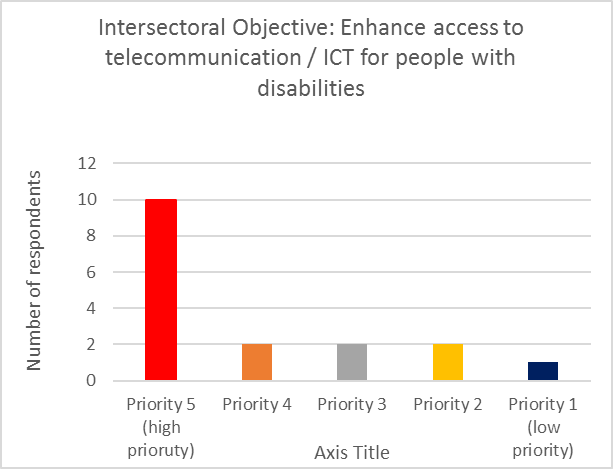 Intersectoral Objective: Enhance access to
telecommunication / ICT for people with
disabilities
Number of respondents
12
10
8
6
4
2
0
Priority 5
(high
prioruty)
Priority 4
Priority 3
Priority 2
Priority 1
(low
priority)
Axis Title